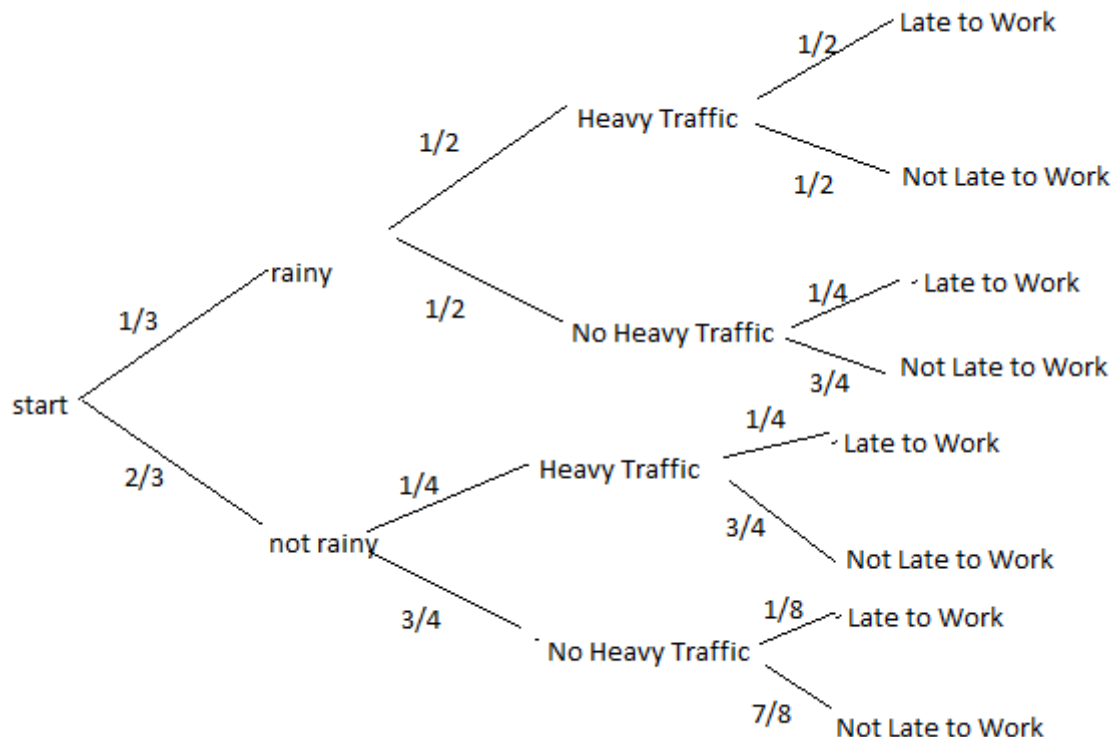 Late to Work
1/2
Heavy Traffic
1/2
1/2
Not Late to Work
rainy
1/4
Late to Work
1/2
No Heavy Traffic
1/3
3/4
Not Late to Work
start
1/4
Late to Work
2/3
1/4
Heavy Traffic
3/4
not rainy
Not Late to Work
3/4
1/8
Late to Work
No Heavy Traffic
7/8
Not Late to Work